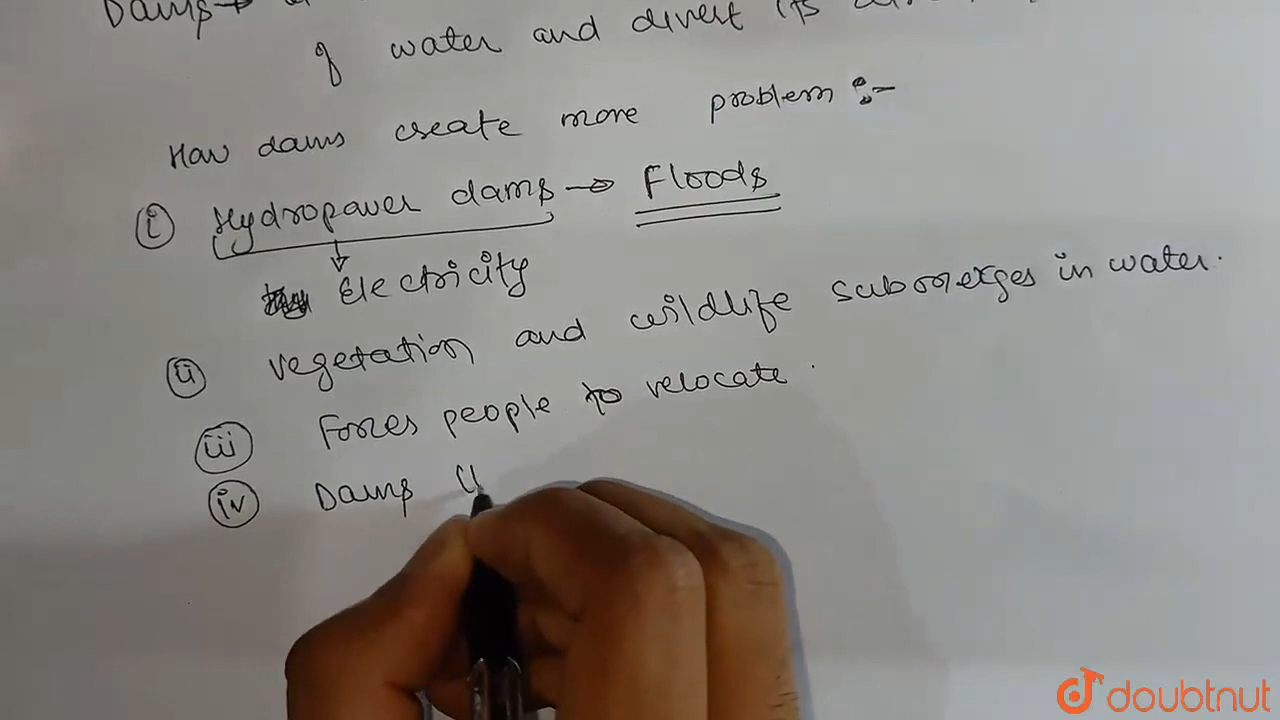 Dams →
of water and divert its
How dams create more problem :-
(i) Hydropower dams → Floods
Electricity
(ii) vegetation and wildlife submerges in water.
(iii) Forces people to relocate.
(iv) Dams
doubtnut